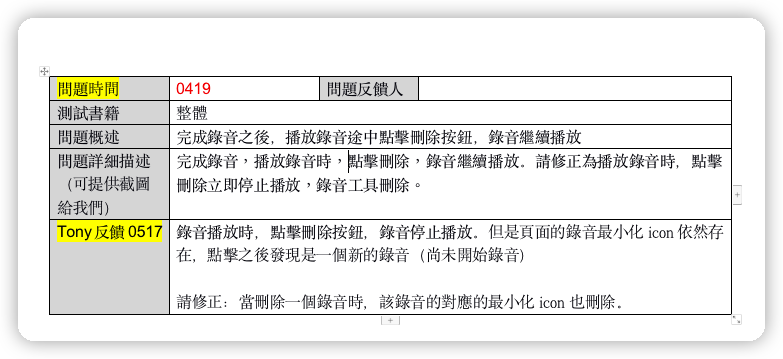 問題時間 0419 問題反饋人
測試書籍 整體
問題概述 完成錄音之後，播放錄音途中點擊刪除按鈕，錄音繼續播放
問題詳細描述 完成錄音，播放錄音時，點擊刪除，錄音繼續播放．請修正為播放錄音時，點擊
（可提供截圖 刪除立即停止播放，錄音工具刪除。
給我們）
Tony 反饋 0517 錄音播放時，點擊刪除按鈕，錄音停止播放．但是頁面的錄音最小化 icon 依然存
在，點擊之後發現是一個新的錄音（尚未開始錄音）
請修正：當刪除一個錄音時，該錄音的對應的最小化 icon 也刪除．